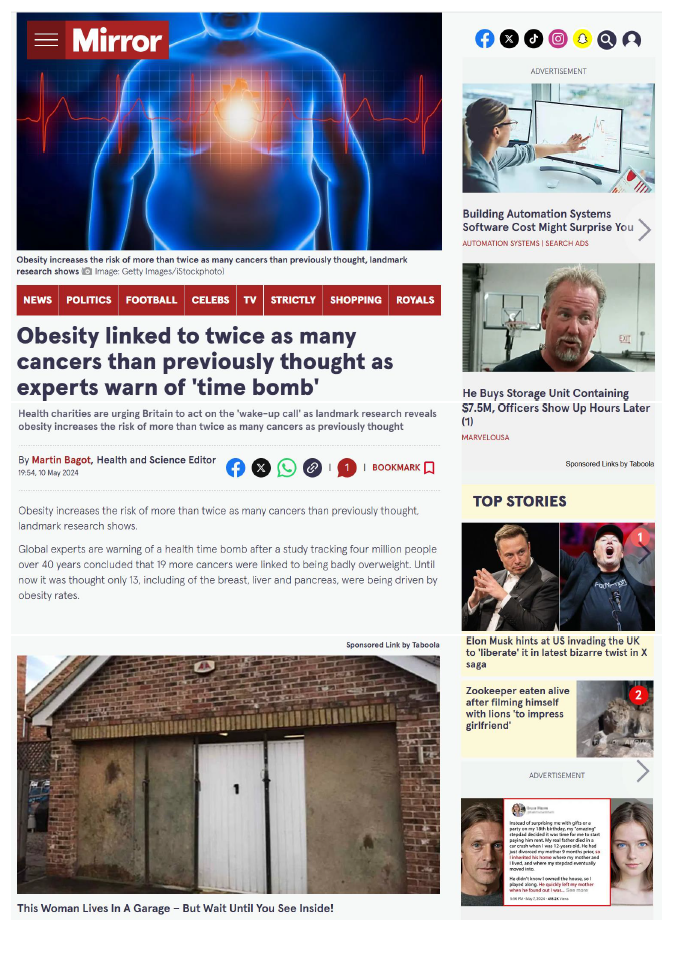 Mirror
Obesity increases the risk of more than twice as many cancers than previously thought, landmark
research shows Image: Getty Images/iStockphoto)
NEWS POLITICS FOOTBALL CELEBS TV STRICTLY SHOPPING ROYALS
Obesity linked to twice as many
cancers than previously thought as
experts warn of 'time bomb'
Health charities are urging Britain to act on the 'wake-up call' as landmark research reveals
obesity increases the risk of more than twice as many cancers as previously thought
By Martin Bagot, Health and Science Editor
19:54, 10 May 2024
1 | BOOKMARK
Obesity increases the risk of more than twice as many cancers than previously thought,
landmark research shows.
Global experts are warning of a health time bomb after a study tracking four million people
over 40 years concluded that 19 more cancers were linked to being badly overweight. Until
now it was thought only 13, including of the breast, liver and pancreas, were being driven by
obesity rates.
Sponsored Link by Taboola
1
This Woman Lives In A Garage – But Wait Until You See Inside!
ADVERTISEMENT
Building Automation Systems
Software Cost Might Surprise You
AUTOMATION SYSTEMS | SEARCH ADS
EXIT
He Buys Storage Unit Containing
$7.5M, Officers Show Up Hours Later
(1)
MARVELOUSA
Sponsored Links by Taboola
TOP STORIES
1
Elon Musk hints at US invading the UK
to 'liberate' it in latest bizarre twist in X
saga
Zookeeper eaten alive
after filming himself
with lions 'to impress
girlfriend'
2
ADVERTISEMENT
Instead of surprising me with gifts or a
party on my 18th birthday, my "amazing"
stepdad decided it was time for me to start
paying him rent. My real father died in a
car crash when I was 12-years old. He had
just divorced my mother 9 months prior, so
I inherited his home where my mother and
I lived, and where my stepdad eventually
moved into.
He didn't know I owned the house, so I
played along. He quickly left my mother
when he found out I was... See more